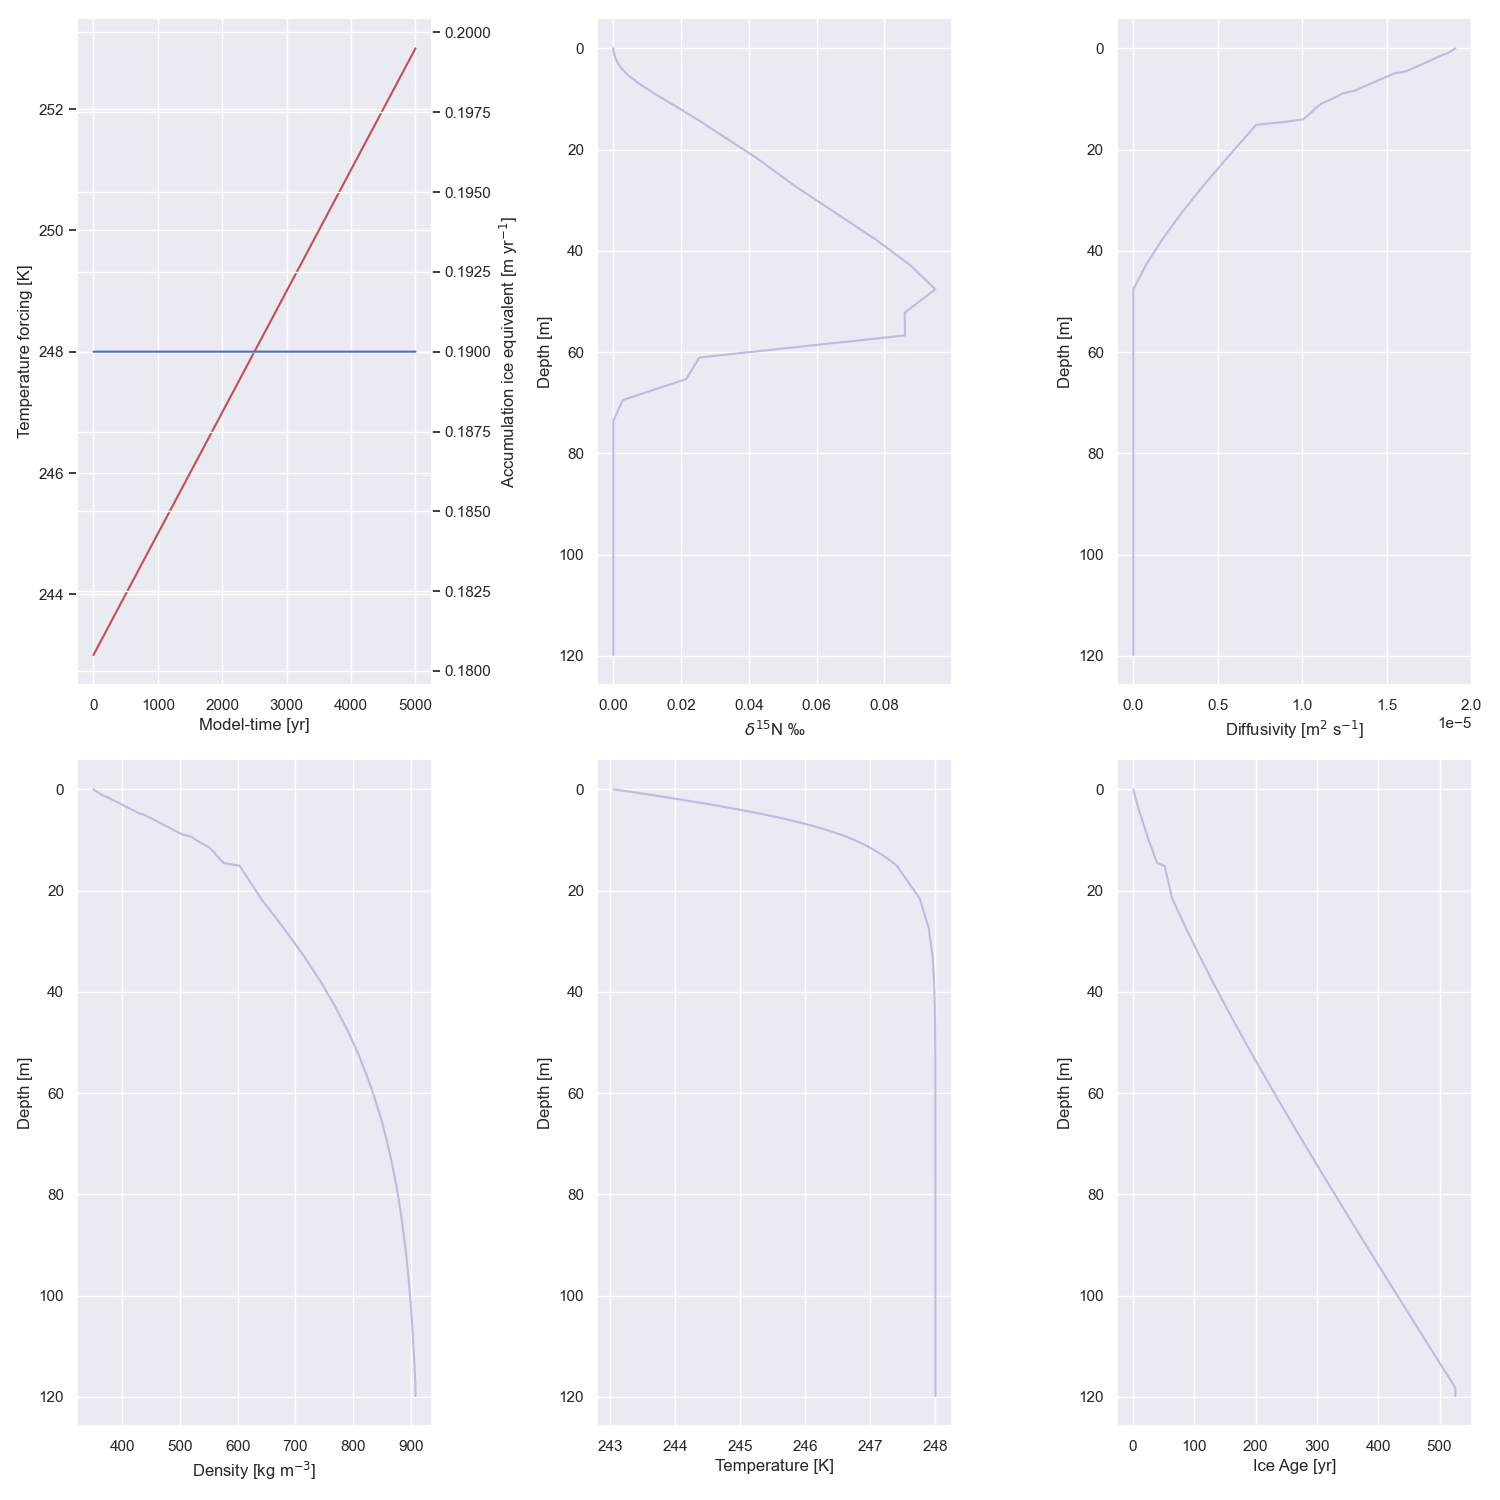 252
250
248
246
244
Temperature forcing [K]
0.2000
0.1975
0.1950
0.1925
0.1900
0.1875
0.1850
0.1825
0.1800
Accumulation ice equivalent [m yr⁻¹]
0 1000 2000 3000 4000 5000
Model-time [yr]
0
20
40
60
80
100
120
Depth [m]
0.00 0.02 0.04 0.06 0.08
δ¹⁵N ‰
0
20
40
60
80
100
120
Depth [m]
0.0 0.5 1.0 1.5 2.0
1e−5
Diffusivity [m² s⁻¹]
0
20
40
60
80
100
120
Depth [m]
400 500 600 700 800 900
Density [kg m⁻³]
0
20
40
60
80
100
120
Depth [m]
243 244 245 246 247 248
Temperature [K]
0
20
40
60
80
100
120
Depth [m]
0 100 200 300 400 500
Ice Age [yr]